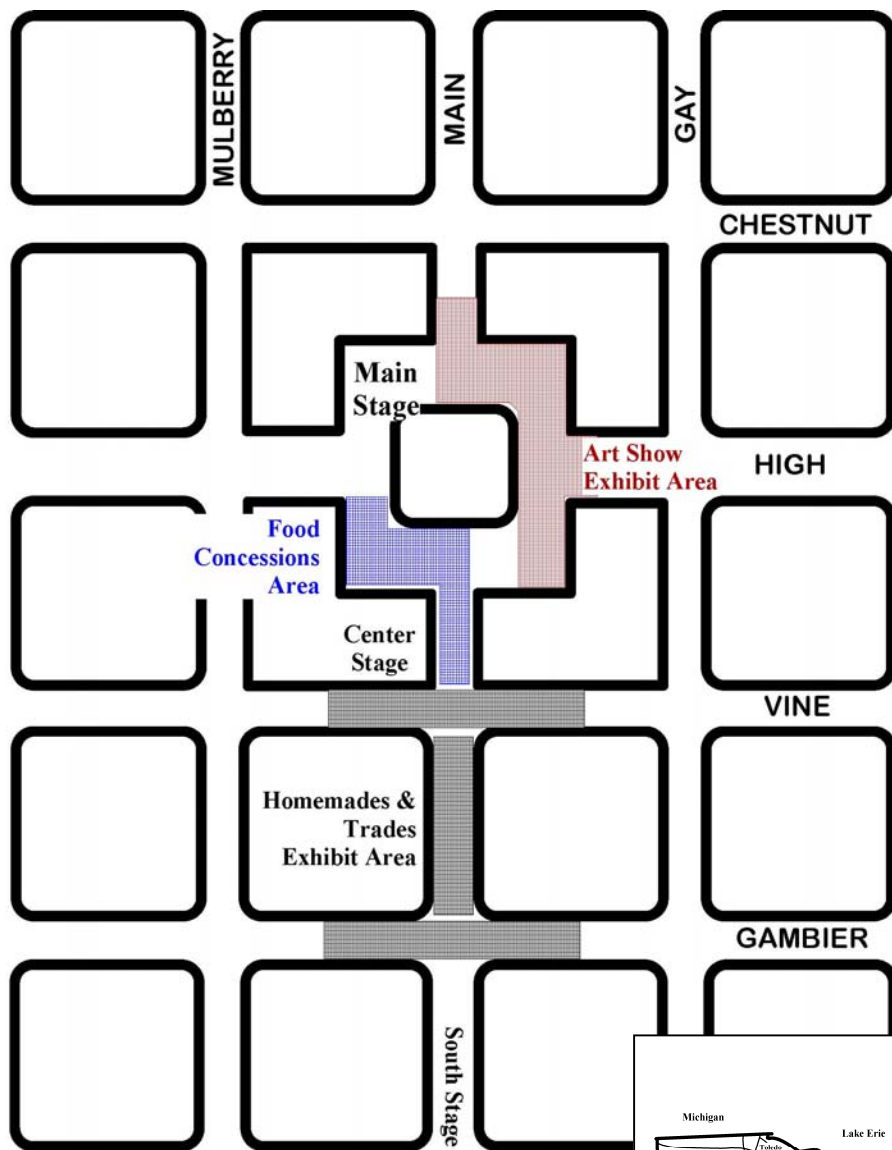 MULBERRY
MAIN
GAY
CHESTNUT
Main
Stage
Art Show
Exhibit Area
HIGH
Food
Concessions
Area
Center
Stage
VINE
Homemades &
Trades
Exhibit Area
GAMBIER
South Stage
Michigan
Lake Erie
Toledo